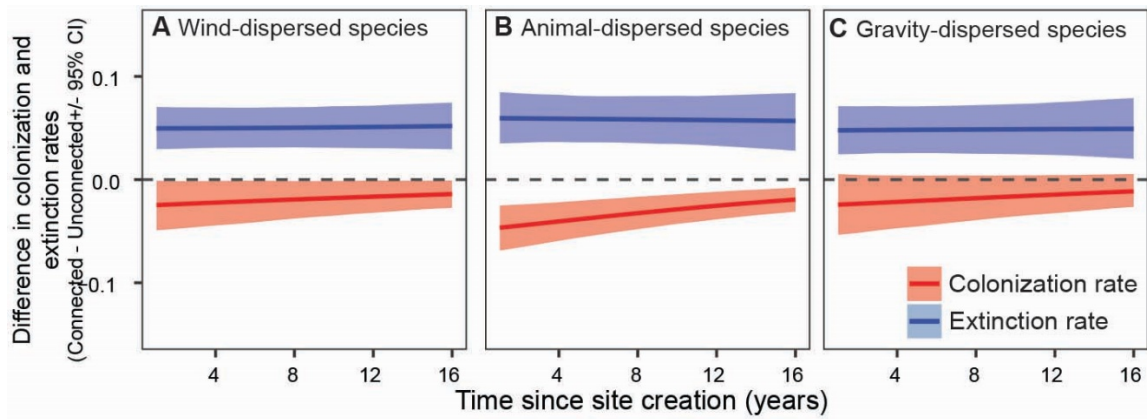 A Wind-dispersed species
B Animal-dispersed species
C Gravity-dispersed species
Difference in colonization and
extinction rates
(Connected - Unconnected+/- 95% CI)
0.1
0.0
-0.1
Colonization rate
Extinction rate
4 8 12 16
4 8 12 16
4 8 12 16
Time since site creation (years)